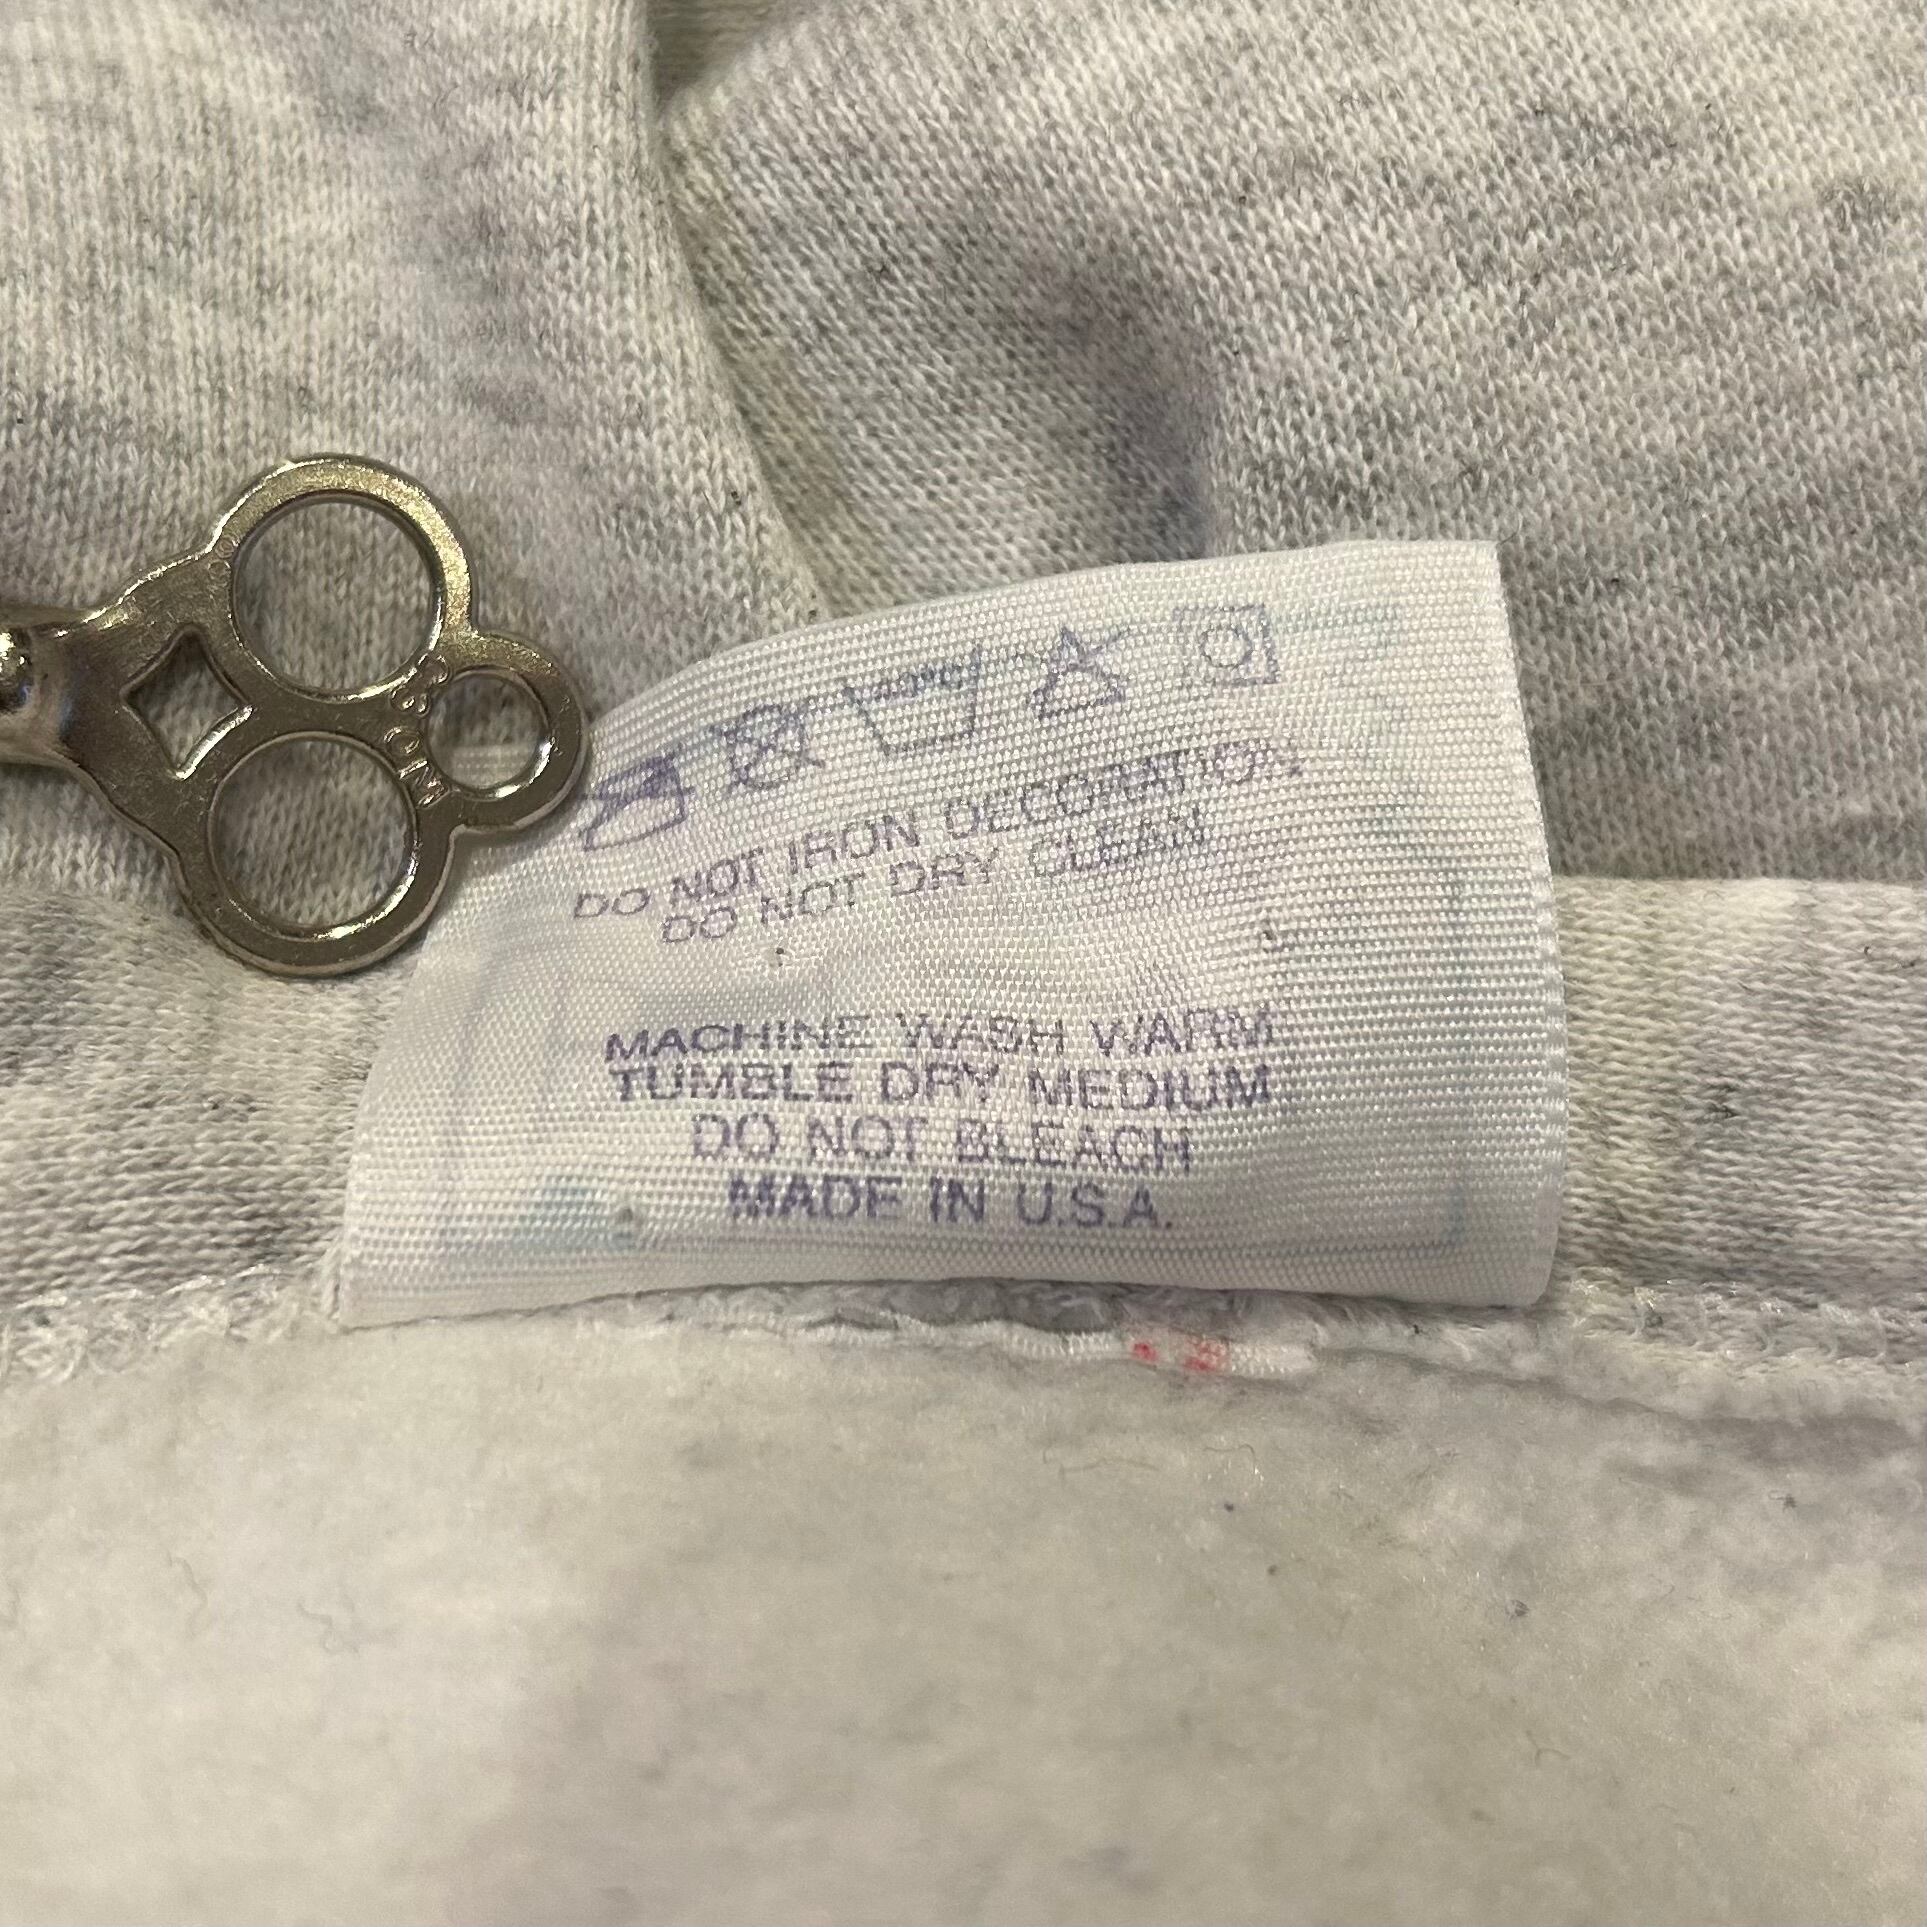 40°C
DO NOT IRON DECORATION
DO NOT DRY CLEAN
MACHINE WASH WARM
TUMBLE DRY MEDIUM
DO NOT BLEACH
MADE IN U.S.A.